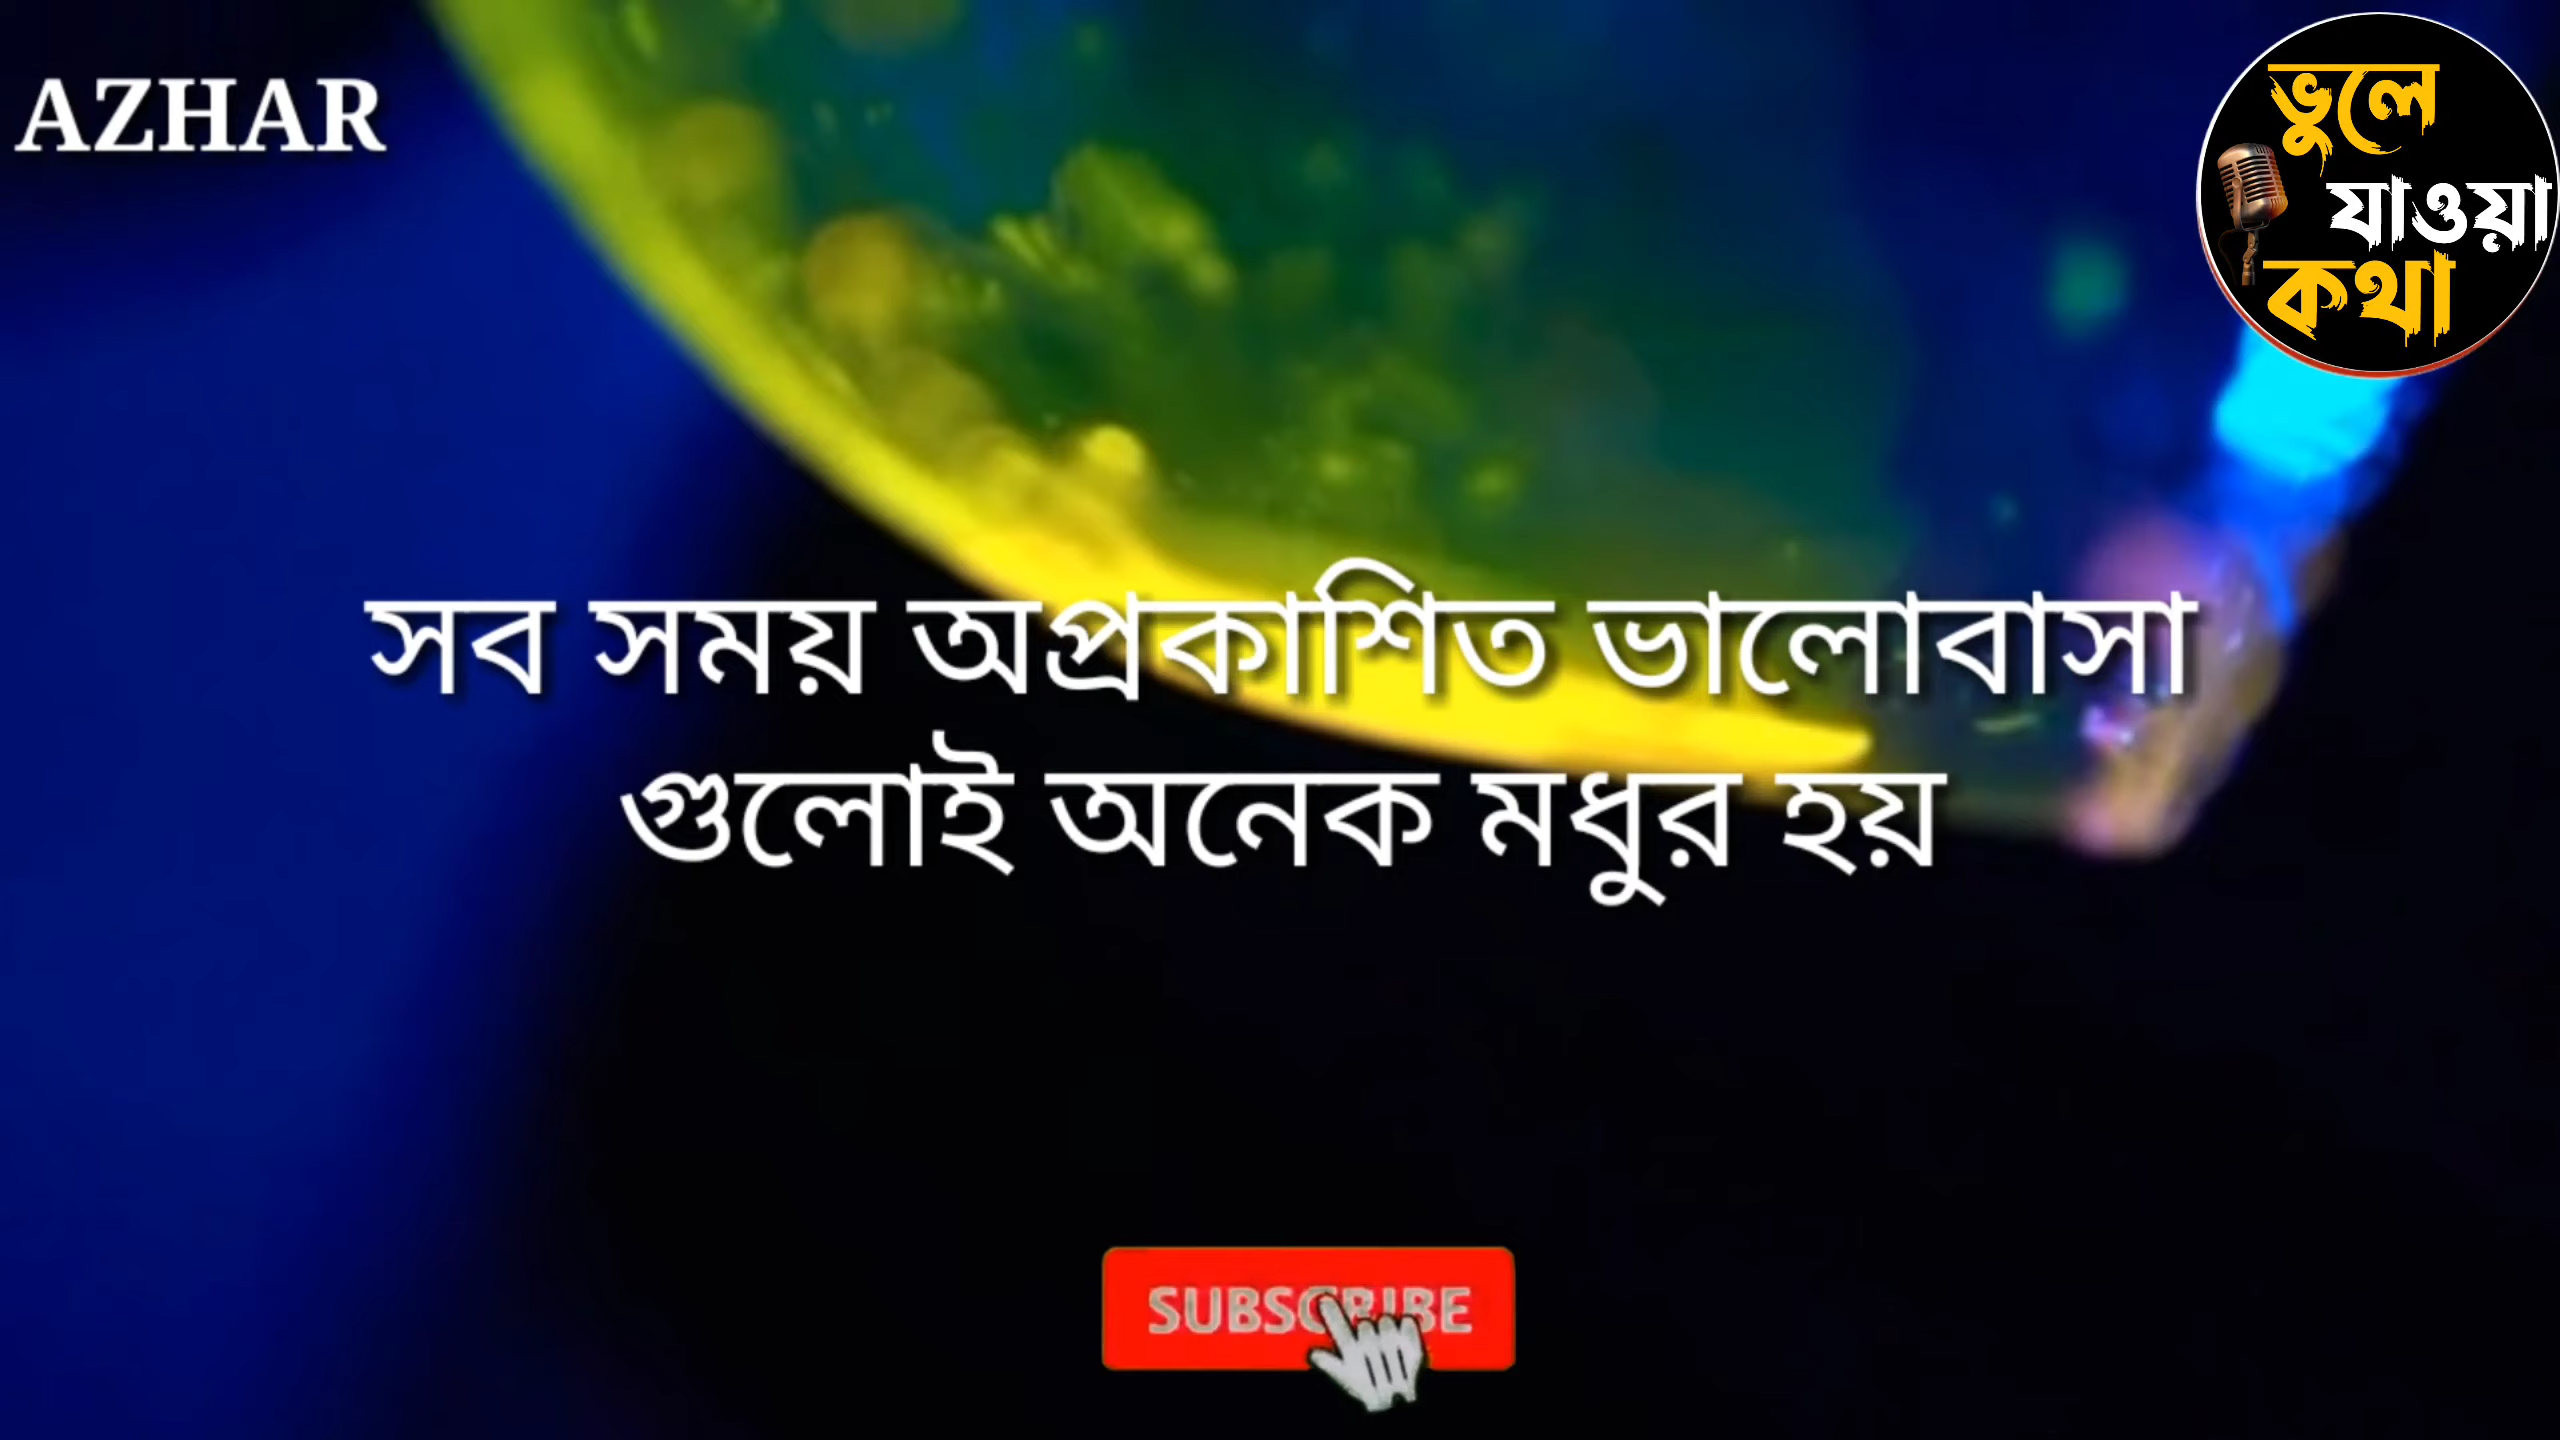 AZHAR
ভুলে
যাওয়া
কথা
সব সময় অপ্রকাশিত ভালোবাসা
গুলোই অনেক মধুর হয়
SUBSCRIBE